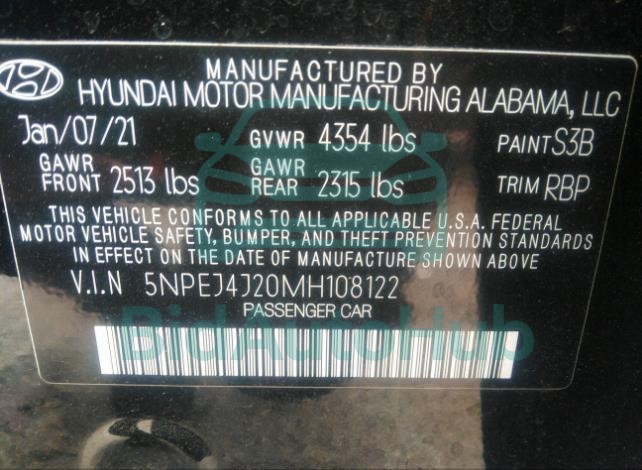 MANUFACTURED BY
HYUNDAI MOTOR MANUFACTURING ALABAMA, LLC
Jan/07/21 GVWR 4354 lbs PAINT S3B
GAWR FRONT 2513 lbs GAWR REAR 2315 lbs TRIM RBP
THIS VEHICLE CONFORMS TO ALL APPLICABLE U.S.A. FEDERAL
MOTOR VEHICLE SAFETY, BUMPER, AND THEFT PREVENTION STANDARDS
IN EFFECT ON THE DATE OF MANUFACTURE SHOWN ABOVE.
V.I.N 5NPEJ4J20MH108122
PASSENGER CAR
BidAutoHub